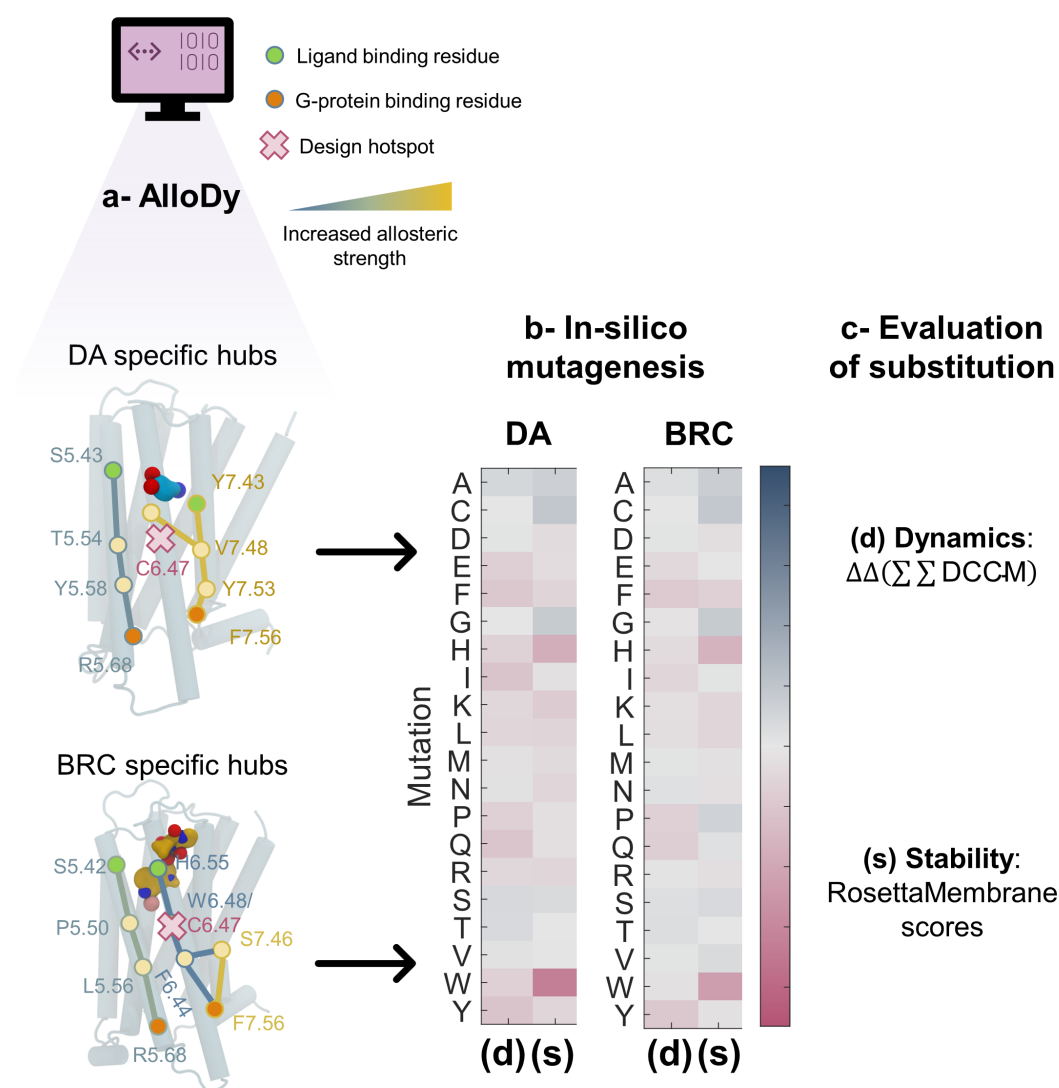 1010
1010
Ligand binding residue
G-protein binding residue
Design hotspot
a- AlloDy
Increased allosteric
strength
DA specific hubs
S5.43
Y7.43
T5.54
V7.48
C6.47
Y5.58
Y7.53
F7.56
R5.68
BRC specific hubs
S5.42
H6.55
W6.48/
C6.47
P5.50
S7.46
L5.56
F6.44
F7.56
R5.68
b- In-silico
mutagenesis
DA
BRC
Mutation
A
C
D
E
F
G
H
I
K
L
M
N
P
Q
R
S
T
V
W
Y
(d) (s)
A
C
D
E
F
G
H
I
K
L
M
N
P
Q
R
S
T
V
W
Y
(d) (s)
c- Evaluation
of substitution
(d) Dynamics:
ΔΔ(∑ ∑ DCCM)
(s) Stability:
RosettaMembrane
scores